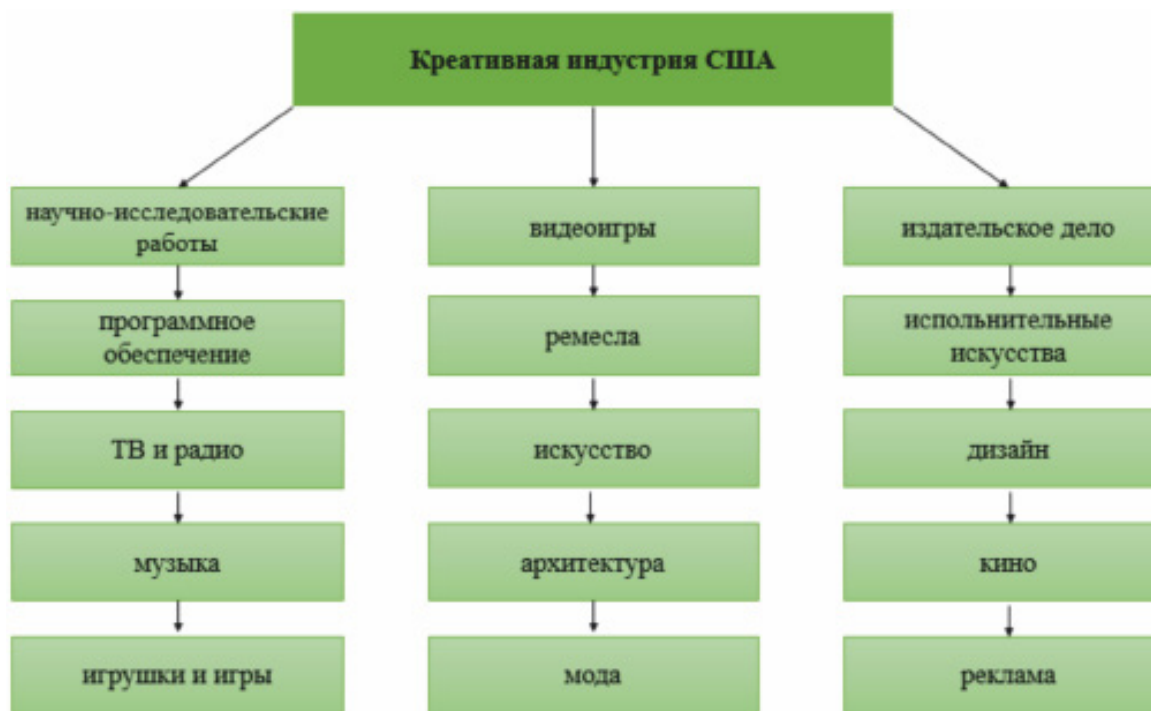 Креативная индустрия США
научно-исследовательские
работы
видеоигры
издательское дело
программное
обеспечение
ремесла
испольнительные
искусства
ТВ и радио
искусство
дизайн
музыка
архитектура
кино
игрушки и игры
мода
реклама